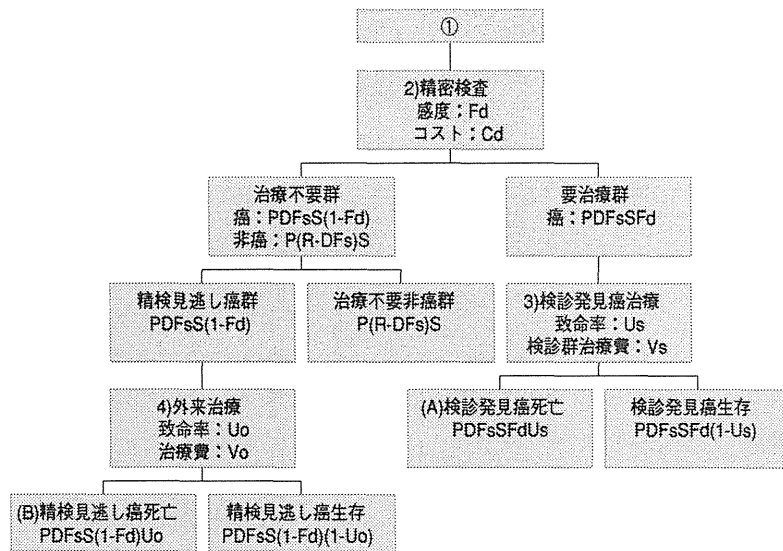 ①
2)精密検査
感度：Fd
コスト：Cd
治療不要群
癌：PDFsS(1-Fd)
非癌：P(R-DFs)S
要治療群
癌：PDFsSFd
精検見逃し癌群
PDFsS(1-Fd)
治療不要非癌群
P(R-DFs)S
3)検診発見癌治療
致命率：Us
検診群治療費：Vs
4)外来治療
致命率：Uo
治療費：Vo
(A)検診発見癌死亡
PDFsSFdUs
検診発見癌生存
PDFsSFd(1-Us)
(B)精検見逃し癌死亡
PDFsS(1-Fd)Uo
精検見逃し癌生存
PDFsS(1-Fd)(1-Uo)